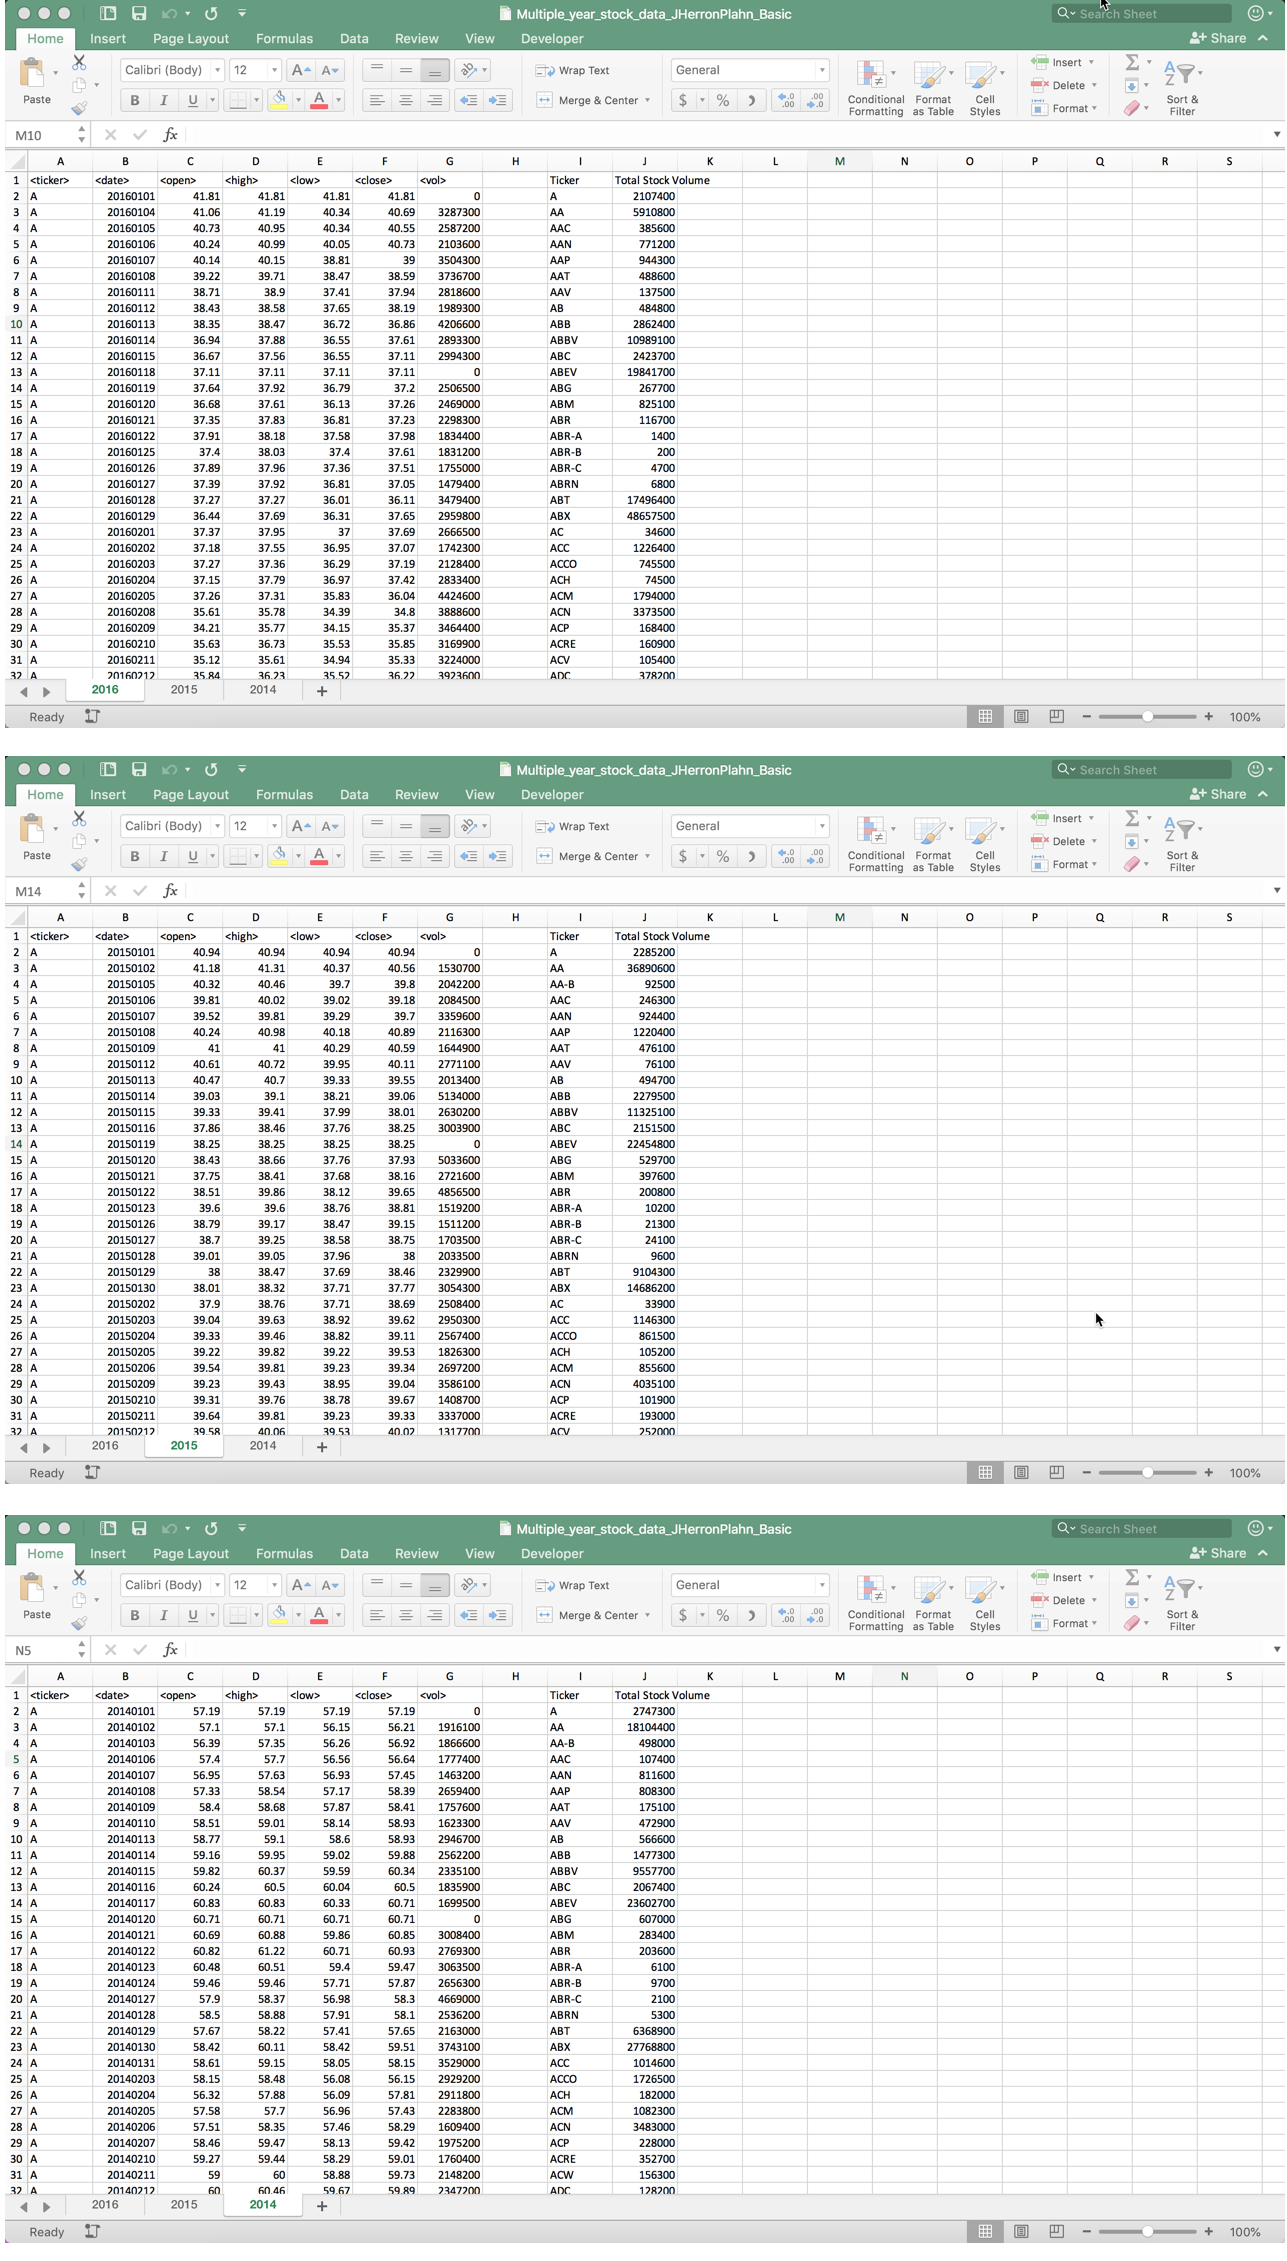 Multiple_year_stock_data_JHerronPlahn_Basic Search Sheet
Home Insert Page Layout Formulas Data Review View Developer Share
Paste Calibri (Body) 12 A A Wrap Text General Conditional Formatting Format as Table Cell Styles Insert Delete Format Sort & Filter
B I U A Merge & Center $ % ) .0 .00 .00 .0
M10 fx
A B C D E F G H I J K L M N O P Q R S
1 <ticker> <date> <open> <high> <low> <close> <vol> Ticker Total Stock Volume
2 A 20160101 41.81 41.81 41.81 41.81 0 A 2107400
3 A 20160104 41.06 41.19 40.34 40.69 3287300 AA 5910800
4 A 20160105 40.73 40.95 40.34 40.55 2587200 AAC 385600
5 A 20160106 40.24 40.99 40.05 40.73 2103600 AAN 771200
6 A 20160107 40.14 40.15 38.81 39 3504300 AAP 944300
7 A 20160108 39.22 39.71 38.47 38.59 3736700 AAT 488600
8 A 20160111 38.71 38.9 37.41 37.94 2818600 AAV 137500
9 A 20160112 38.43 38.58 37.65 38.19 1989300 AB 484800
10 A 20160113 38.35 38.47 36.72 36.86 4206600 ABB 2862400
11 A 20160114 36.94 37.88 36.55 37.61 2893300 ABBV 10989100
12 A 20160115 36.67 37.56 36.55 37.11 2994300 ABC 2423700
13 A 20160118 37.11 37.11 37.11 37.11 0 ABEV 19841700
14 A 20160119 37.64 37.92 36.79 37.2 2506500 ABG 267700
15 A 20160120 36.68 37.61 36.13 37.26 2469000 ABM 825100
16 A 20160121 37.35 37.83 36.81 37.23 2298300 ABR 116700
17 A 20160122 37.91 38.18 37.58 37.98 1834400 ABR-A 1400
18 A 20160125 37.4 38.03 37.4 37.61 1831200 ABR-B 200
19 A 20160126 37.89 37.96 37.36 37.51 1755000 ABR-C 4700
20 A 20160127 37.39 37.92 36.81 37.05 1479400 ABRN 6800
21 A 20160128 37.27 37.27 36.01 36.11 3479400 ABT 17496400
22 A 20160129 36.44 37.69 36.31 37.65 2959800 ABX 48657500
23 A 20160201 37.37 37.95 37 37.69 2666500 AC 34600
24 A 20160202 37.18 37.55 36.95 37.07 1742300 ACC 1226400
25 A 20160203 37.27 37.36 36.29 37.19 2128400 ACCO 745500
26 A 20160204 37.15 37.79 36.97 37.42 2833400 ACH 74500
27 A 20160205 37.26 37.31 35.83 36.04 4424600 ACM 1794000
28 A 20160208 35.61 35.78 34.39 34.8 3888600 ACN 3373500
29 A 20160209 34.21 35.77 34.15 35.37 3464400 ACP 168400
30 A 20160210 35.63 36.73 35.53 35.85 3169900 ACRE 160900
31 A 20160211 35.12 35.61 34.94 35.33 3224000 ACV 105400
32 A 20160212 35.84 36.23 35.52 36.22 3923600 ADC 378200
2016 2015 2014 +
Ready 100%
Multiple_year_stock_data_JHerronPlahn_Basic Search Sheet
Home Insert Page Layout Formulas Data Review View Developer Share
Paste Calibri (Body) 12 A A Wrap Text General Conditional Formatting Format as Table Cell Styles Insert Delete Format Sort & Filter
B I U A Merge & Center $ % ) .0 .00 .00 .0
M14 fx
A B C D E F G H I J K L M N O P Q R S
1 <ticker> <date> <open> <high> <low> <close> <vol> Ticker Total Stock Volume
2 A 20150101 40.94 40.94 40.94 40.94 0 A 2285200
3 A 20150102 41.18 41.31 40.37 40.56 1530700 AA 36890600
4 A 20150105 40.32 40.46 39.7 39.8 2042200 AA-B 92500
5 A 20150106 39.81 40.02 39.02 39.18 2084500 AAC 246300
6 A 20150107 39.52 39.81 39.29 39.7 3359600 AAN 924400
7 A 20150108 40.24 40.98 40.18 40.89 2116300 AAP 1220400
8 A 20150109 41 41 40.29 40.59 1644900 AAT 476100
9 A 20150112 40.61 40.72 39.95 40.11 2771100 AAV 76100
10 A 20150113 40.47 40.7 39.33 39.55 2013400 AB 494700
11 A 20150114 39.03 39.1 38.21 39.06 5134000 ABB 2279500
12 A 20150115 39.33 39.41 37.99 38.01 2630200 ABBV 11325100
13 A 20150116 37.86 38.46 37.76 38.25 3003900 ABC 2151500
14 A 20150119 38.25 38.25 38.25 38.25 0 ABEV 22454800
15 A 20150120 38.43 38.66 37.76 37.93 5033600 ABG 529700
16 A 20150121 37.75 38.41 37.68 38.16 2721600 ABM 397600
17 A 20150122 38.51 39.86 38.12 39.65 4856500 ABR 200800
18 A 20150123 39.6 39.6 38.76 38.81 1519200 ABR-A 10200
19 A 20150126 38.79 39.17 38.47 39.15 1511200 ABR-B 21300
20 A 20150127 38.7 39.25 38.58 38.75 1703500 ABR-C 24100
21 A 20150128 39.01 39.05 37.96 38 2033500 ABRN 9600
22 A 20150129 38 38.47 37.69 38.46 2329900 ABT 9104300
23 A 20150130 38.01 38.32 37.71 37.77 3054300 ABX 14686200
24 A 20150202 37.9 38.76 37.71 38.69 2508400 AC 33900
25 A 20150203 39.04 39.63 38.92 39.62 2950300 ACC 1146300
26 A 20150204 39.33 39.46 38.82 39.11 2567400 ACCO 861500
27 A 20150205 39.22 39.82 39.22 39.53 1826300 ACH 105200
28 A 20150206 39.54 39.81 39.23 39.34 2697200 ACM 855600
29 A 20150209 39.23 39.43 38.95 39.04 3586100 ACN 4035100
30 A 20150210 39.31 39.76 38.78 39.67 1408700 ACP 101900
31 A 20150211 39.64 39.81 39.23 39.33 3337000 ACRE 193000
32 A 20150212 39.58 40.06 39.53 40.02 1317700 ACV 252000
2016 2015 2014 +
Ready 100%
Multiple_year_stock_data_JHerronPlahn_Basic Search Sheet
Home Insert Page Layout Formulas Data Review View Developer Share
Paste Calibri (Body) 12 A A Wrap Text General Conditional Formatting Format as Table Cell Styles Insert Delete Format Sort & Filter
B I U A Merge & Center $ % ) .0 .00 .00 .0
N5 fx
A B C D E F G H I J K L M N O P Q R S
1 <ticker> <date> <open> <high> <low> <close> <vol> Ticker Total Stock Volume
2 A 20140101 57.19 57.19 57.19 57.19 0 A 2747300
3 A 20140102 57.1 57.1 56.15 56.21 1916100 AA 18104400
4 A 20140103 56.39 57.35 56.26 56.92 1866600 AA-B 498000
5 A 20140106 57.4 57.7 56.56 56.64 1777400 AAC 107400
6 A 20140107 56.95 57.63 56.93 57.45 1463200 AAN 811600
7 A 20140108 57.33 58.54 57.17 58.39 2659400 AAP 808300
8 A 20140109 58.4 58.68 57.87 58.41 1757600 AAT 175100
9 A 20140110 58.51 59.01 58.14 58.93 1623300 AAV 472900
10 A 20140113 58.77 59.1 58.6 58.93 2946700 AB 566600
11 A 20140114 59.16 59.95 59.02 59.88 2562200 ABB 1477300
12 A 20140115 59.82 60.37 59.59 60.34 2335100 ABBV 9557700
13 A 20140116 60.24 60.5 60.04 60.5 1835900 ABC 2067400
14 A 20140117 60.83 60.83 60.33 60.71 1699500 ABEV 23602700
15 A 20140120 60.71 60.71 60.71 60.71 0 ABG 607000
16 A 20140121 60.69 60.88 59.86 60.85 3008400 ABM 283400
17 A 20140122 60.82 61.22 60.71 60.93 2769300 ABR 203600
18 A 20140123 60.48 60.51 59.4 59.47 3063500 ABR-A 6100
19 A 20140124 59.46 59.46 57.71 57.87 2656300 ABR-B 9700
20 A 20140127 57.9 58.37 56.98 58.3 4669000 ABR-C 2100
21 A 20140128 58.5 58.88 57.91 58.1 2536200 ABRN 5300
22 A 20140129 57.67 58.22 57.41 57.65 2163000 ABT 6368900
23 A 20140130 58.42 60.11 58.42 59.51 3743100 ABX 27768800
24 A 20140131 58.61 59.15 58.05 58.15 3529000 ACC 1014600
25 A 20140203 58.15 58.48 56.08 56.15 2929200 ACCO 1726500
26 A 20140204 56.32 57.88 56.09 57.81 2911800 ACH 182000
27 A 20140205 57.58 57.7 56.96 57.43 2283800 ACM 1082300
28 A 20140206 57.51 58.35 57.46 58.29 1609400 ACN 3483000
29 A 20140207 58.46 59.47 58.13 59.42 1975200 ACP 228000
30 A 20140210 59.27 59.44 58.29 59.01 1760400 ACRE 352700
31 A 20140211 59 60 58.88 59.73 2148200 ACW 156300
32 A 20140212 60 60.46 59.67 59.89 2347200 ADC 128200
2016 2015 2014 +
Ready 100%